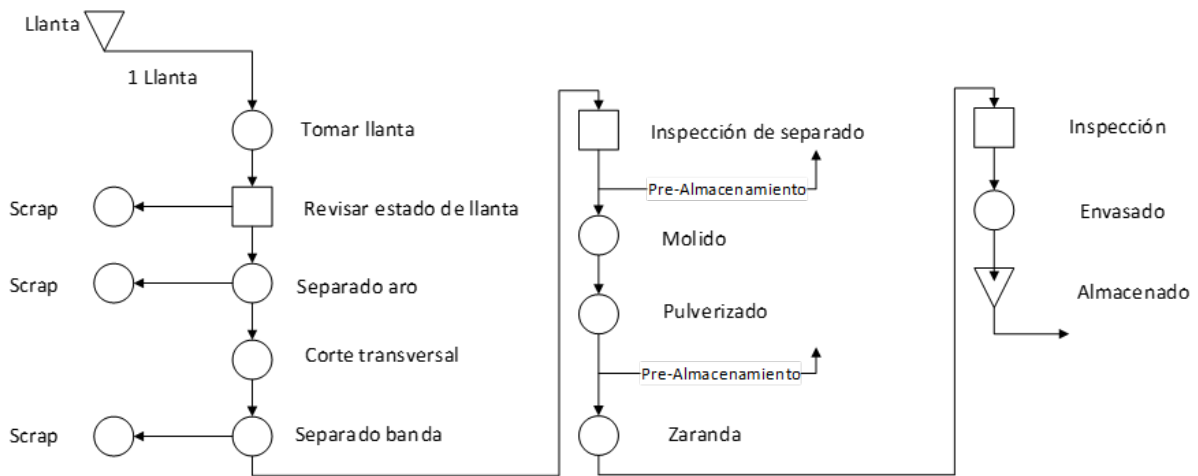 Llanta
1 Llanta
Tomar llanta
Scrap
Revisar estado de llanta
Scrap
Separado aro
Corte transversal
Scrap
Separado banda
Inspección de separado
Pre-Almacenamiento
Molido
Pulverizado
Pre-Almacenamiento
Zaranda
Inspección
Envasado
Almacenado